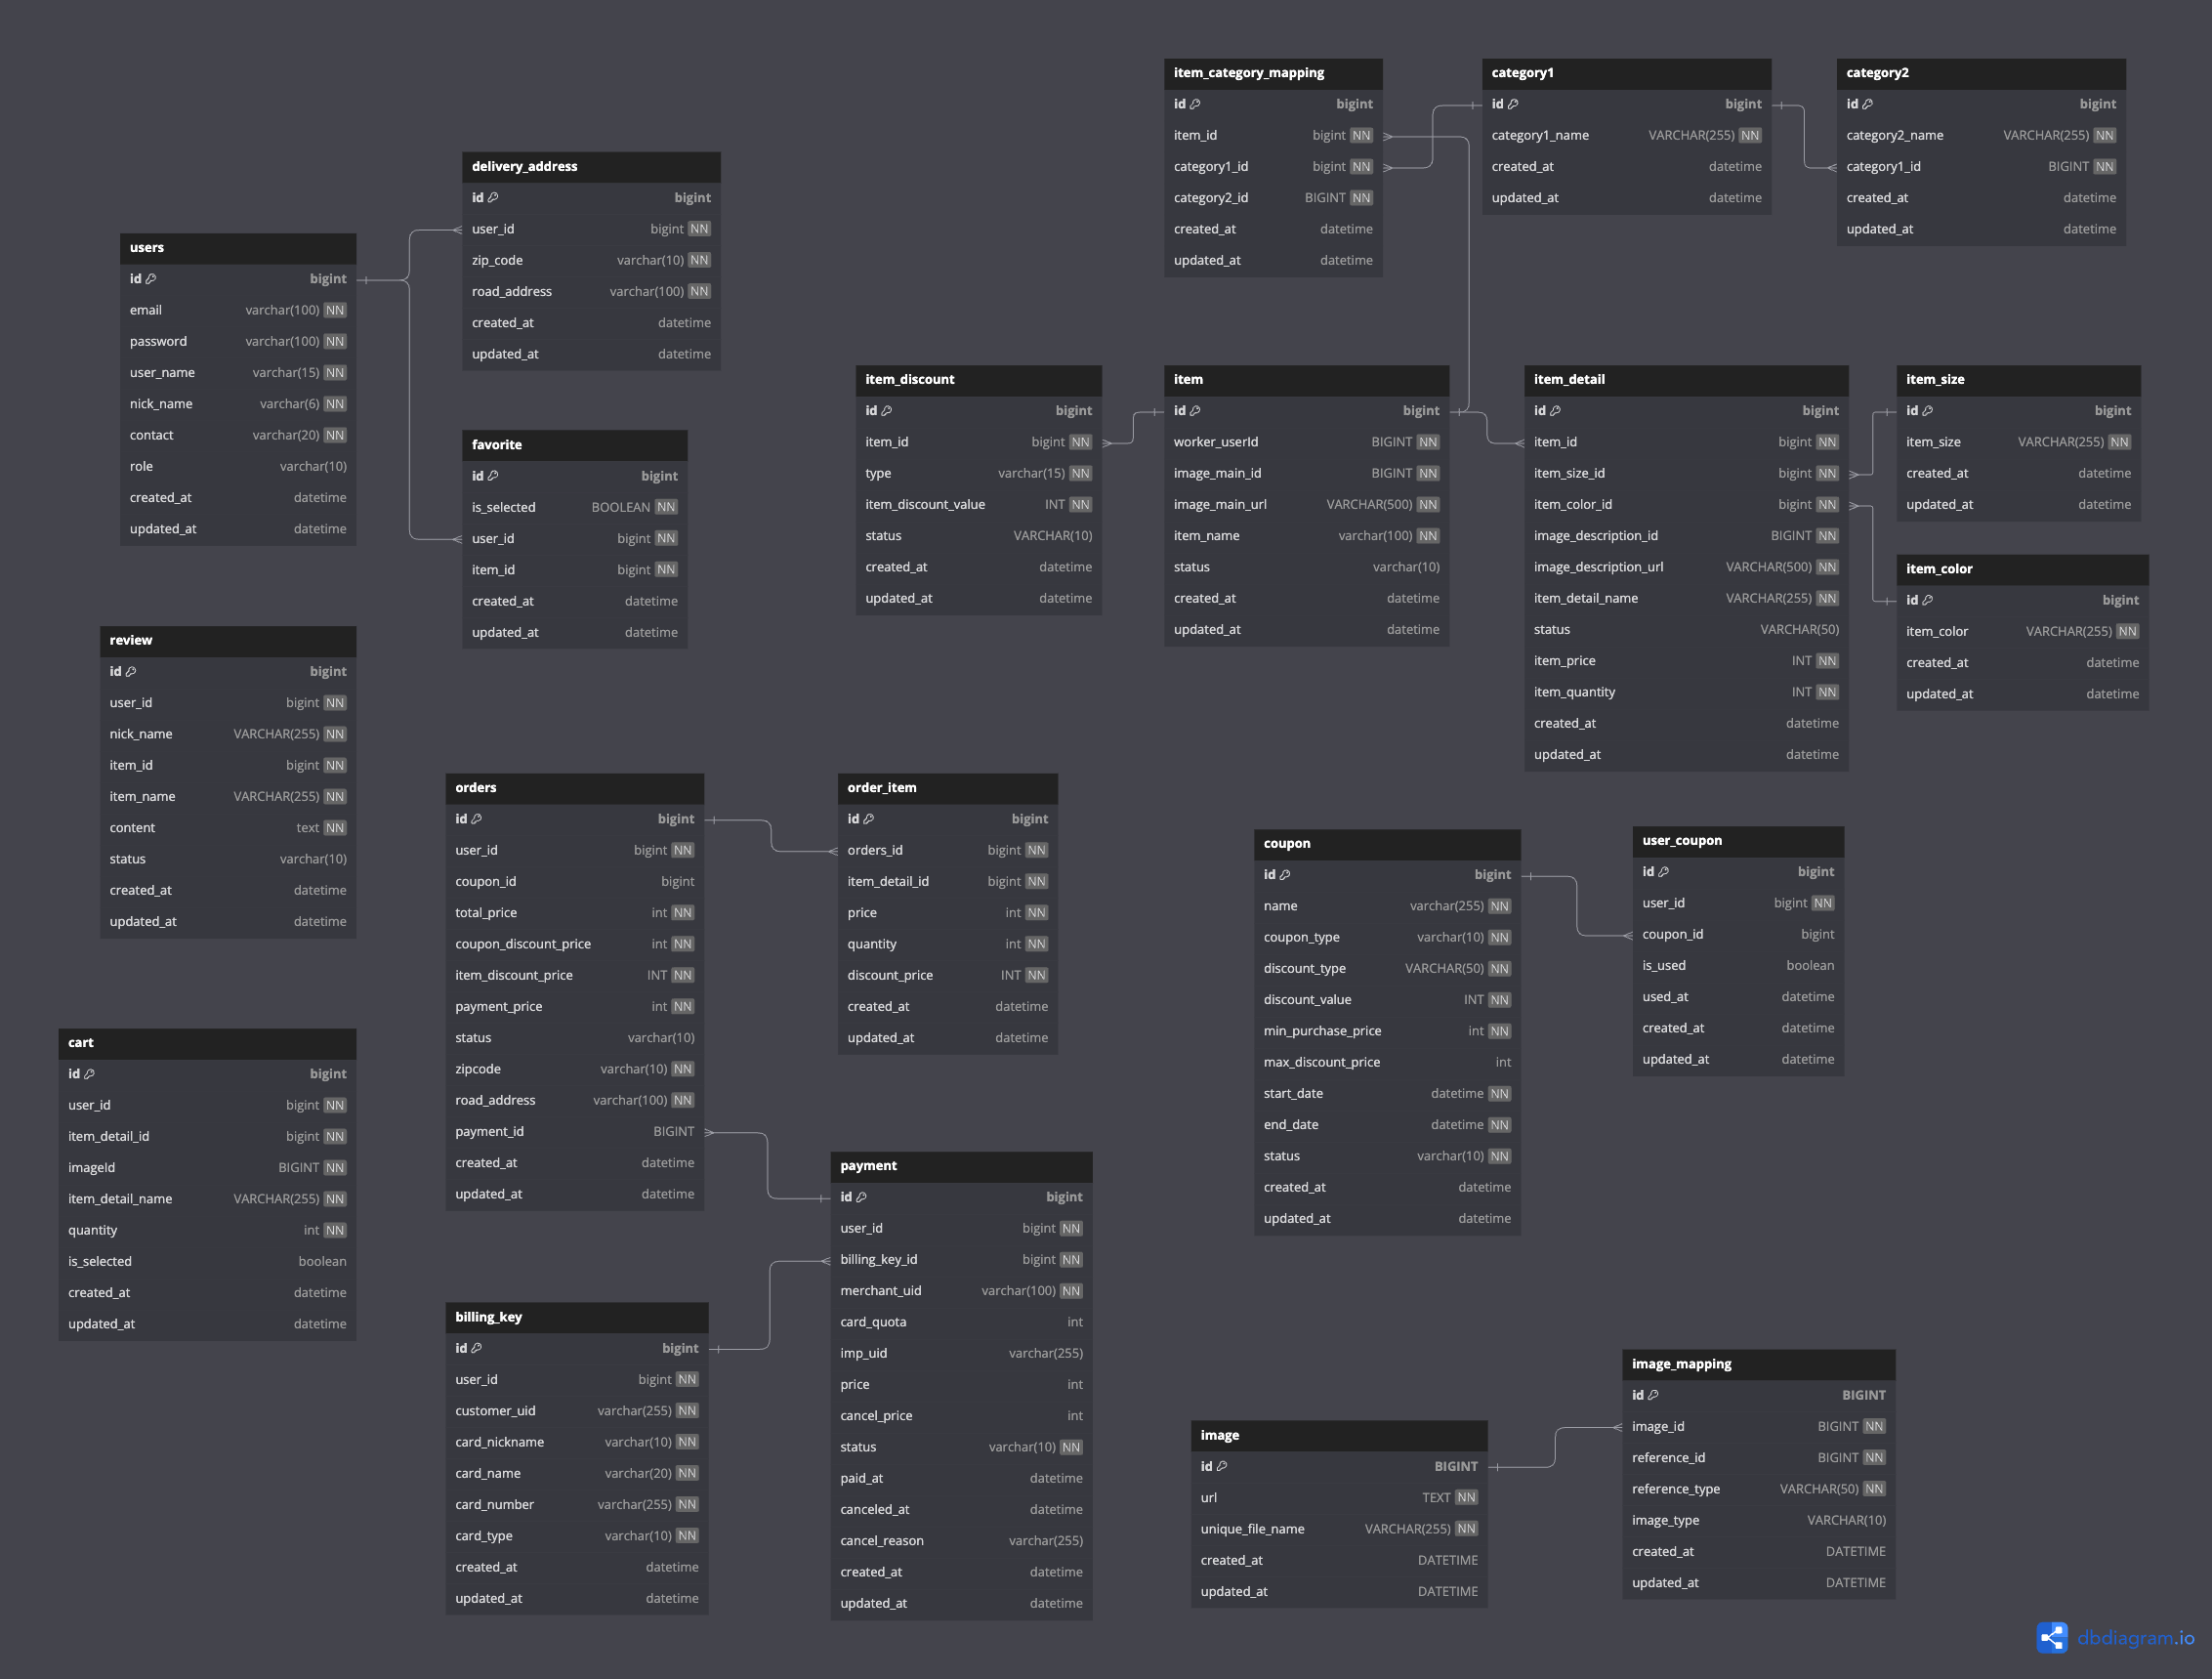 item_category_mapping
id bigint
item_id bigint NN
category1_id bigint NN
category2_id BIGINT NN
created_at datetime
updated_at datetime
category1
id bigint
category1_name VARCHAR(255) NN
created_at datetime
updated_at datetime
category2
id bigint
category2_name VARCHAR(255) NN
category1_id BIGINT NN
created_at datetime
updated_at datetime
delivery_address
id bigint
user_id bigint NN
zip_code varchar(10) NN
road_address varchar(100) NN
created_at datetime
updated_at datetime
users
id bigint
email varchar(100) NN
password varchar(100) NN
user_name varchar(15) NN
nick_name varchar(6) NN
contact varchar(20) NN
role varchar(10)
created_at datetime
updated_at datetime
favorite
id bigint
is_selected BOOLEAN NN
user_id bigint NN
item_id bigint NN
created_at datetime
updated_at datetime
item_discount
id bigint
item_id bigint NN
type varchar(15) NN
item_discount_value INT NN
status VARCHAR(10)
created_at datetime
updated_at datetime
item
id bigint
worker_userId BIGINT NN
image_main_id BIGINT NN
image_main_url VARCHAR(500) NN
item_name varchar(100) NN
status varchar(10)
created_at datetime
updated_at datetime
item_detail
id bigint
item_id bigint NN
item_size_id bigint NN
item_color_id bigint NN
image_description_id BIGINT NN
image_description_url VARCHAR(500) NN
item_detail_name VARCHAR(255) NN
status VARCHAR(50)
item_price INT NN
item_quantity INT NN
created_at datetime
updated_at datetime
item_size
id bigint
item_size VARCHAR(255) NN
created_at datetime
updated_at datetime
item_color
id bigint
item_color VARCHAR(255) NN
created_at datetime
updated_at datetime
review
id bigint
user_id bigint NN
nick_name VARCHAR(255) NN
item_id bigint NN
item_name VARCHAR(255) NN
content text NN
status varchar(10)
created_at datetime
updated_at datetime
orders
id bigint
user_id bigint NN
coupon_id bigint
total_price int NN
coupon_discount_price int NN
item_discount_price INT NN
payment_price int NN
status varchar(10)
zipcode varchar(10) NN
road_address varchar(100) NN
payment_id BIGINT
created_at datetime
updated_at datetime
order_item
id bigint
orders_id bigint NN
item_detail_id bigint NN
price int NN
quantity int NN
discount_price INT NN
created_at datetime
updated_at datetime
coupon
id bigint
name varchar(255) NN
coupon_type varchar(10) NN
discount_type VARCHAR(50) NN
discount_value INT NN
min_purchase_price int NN
max_discount_price int
start_date datetime NN
end_date datetime NN
status varchar(10) NN
created_at datetime
updated_at datetime
user_coupon
id bigint
user_id bigint NN
coupon_id bigint
is_used boolean
used_at datetime
created_at datetime
updated_at datetime
cart
id bigint
user_id bigint NN
item_detail_id bigint NN
imageId BIGINT NN
item_detail_name VARCHAR(255) NN
quantity int NN
is_selected boolean
created_at datetime
updated_at datetime
payment
id bigint
user_id bigint NN
billing_key_id bigint NN
merchant_uid varchar(100) NN
card_quota int
imp_uid varchar(255)
price int
cancel_price int
status varchar(10) NN
paid_at datetime
canceled_at datetime
cancel_reason varchar(255)
created_at datetime
updated_at datetime
billing_key
id bigint
user_id bigint NN
customer_uid varchar(255) NN
card_nickname varchar(10) NN
card_name varchar(20) NN
card_number varchar(255) NN
card_type varchar(10) NN
created_at datetime
updated_at datetime
image
id BIGINT
url TEXT NN
unique_file_name VARCHAR(255) NN
created_at DATETIME
updated_at DATETIME
image_mapping
id BIGINT
image_id BIGINT NN
reference_id BIGINT NN
reference_type VARCHAR(50) NN
image_type VARCHAR(10)
created_at DATETIME
updated_at DATETIME
dbdiagram.io